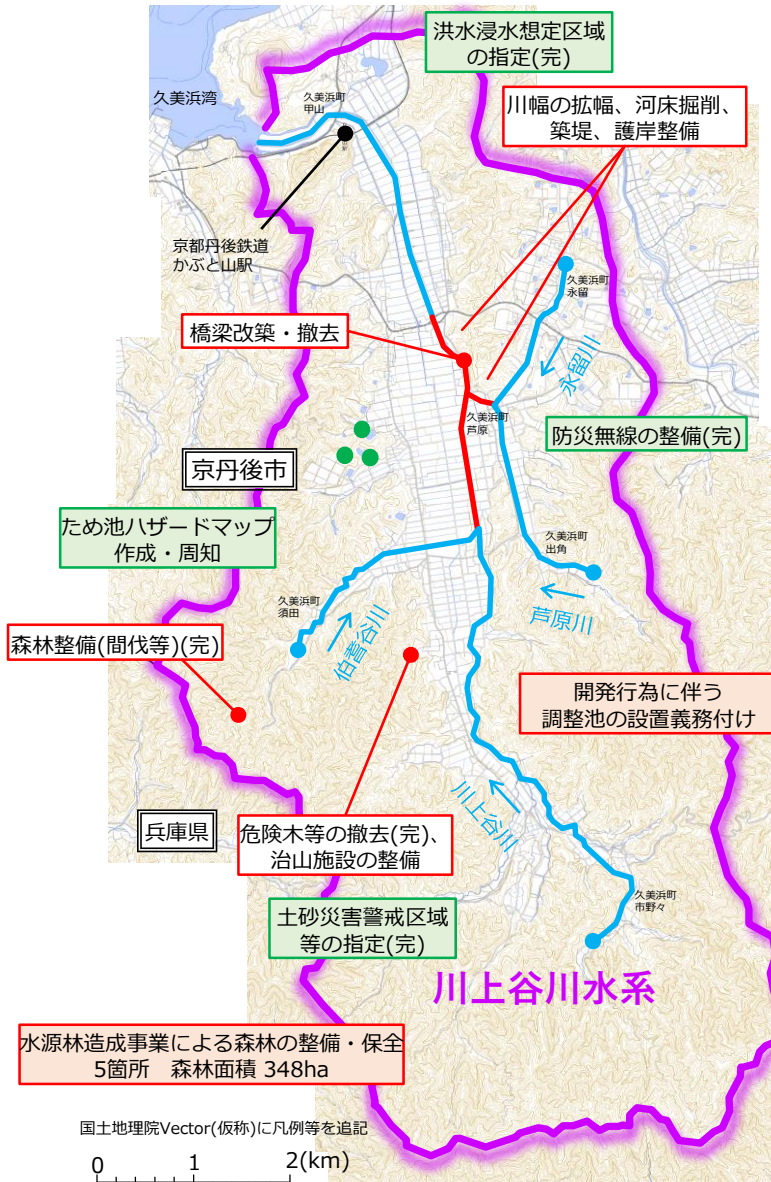 洪水浸水想定区域
の指定(完)
久美浜湾
久美浜町
甲山
川幅の拡幅、河床掘削、
築堤、護岸整備
京都丹後鉄道
かぶと山駅
久美浜町
永留
橋梁改築・撤去
永留川
久美浜町
芦原
防災無線の整備(完)
京丹後市
ため池ハザードマップ
作成・周知
久美浜町
出角
芦原川
久美浜町
須田
伯耆谷川
森林整備(間伐等)(完)
開発行為に伴う
調整池の設置義務付け
川上谷川
兵庫県
危険木等の撤去(完)、
治山施設の整備
久美浜町
市野々
土砂災害警戒区域
等の指定(完)
川上谷川水系
水源林造成事業による森林の整備・保全
5箇所　森林面積 348ha
国土地理院Vector(仮称)に凡例等を追記
0 1 2(km)